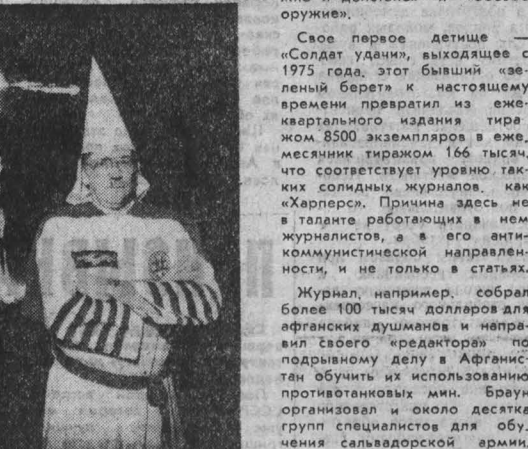 оружие».
Свое первое детище —
«Солдат удачи», выходящее с
1975 года, этот бывший «зе-
леный берет» к настоящему
времени превратил из еже-
квартального издания тира
жом 8500 экземпляров в еже.
месячник тиражом 166 тысяч,
что соответствует уровню так-
ких солидных журналов, как
«Харперс». Причина здесь не
в таланте работающих в нем
журналистов, а в его анти-
коммунистической направлен-
ности, и не только в статьях.
Журнал, например, собрал
более 100 тысяч долларов для
афганских душманов и напра-
вил своего «редактора» по
подрывному делу в Афганис-
тан обучить их использованию
противотанковых мин. Браун
организовал и около десятка
групп специалистов для обу.
чения сальвадорской армии,